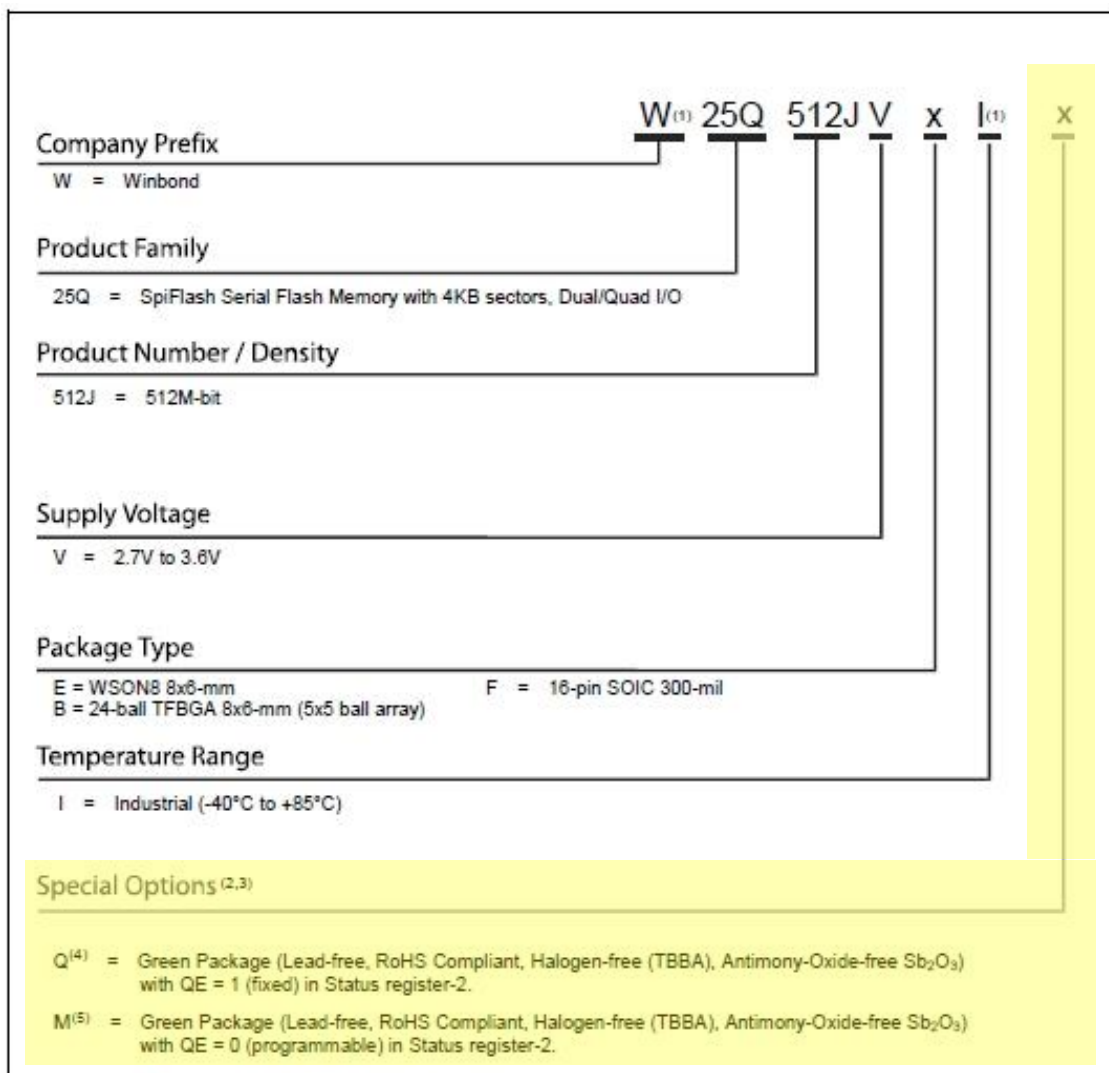 W(1) 25Q 512J V x I(1) x
Company Prefix
W = Winbond
Product Family
25Q = SpiFlash Serial Flash Memory with 4KB sectors, Dual/Quad I/O
Product Number / Density
512J = 512M-bit
Supply Voltage
V = 2.7V to 3.6V
Package Type
E = WSON8 8x6-mm F = 16-pin SOIC 300-mil
B = 24-ball TFBGA 8x6-mm (5x5 ball array)
Temperature Range
I = Industrial (-40°C to +85°C)
Special Options (2,3)
Q(4) = Green Package (Lead-free, RoHS Compliant, Halogen-free (TBBA), Antimony-Oxide-free Sb₂O₃)
with QE = 1 (fixed) in Status register-2.
M(5) = Green Package (Lead-free, RoHS Compliant, Halogen-free (TBBA), Antimony-Oxide-free Sb₂O₃)
with QE = 0 (programmable) in Status register-2.